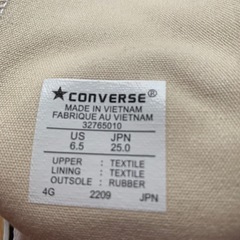 ★CONVERSE®
MADE IN VIETNAM
FABRIQUE AU VIETNAM
32765010
US JPN
6.5 25.0
UPPER : TEXTILE
LINING : TEXTILE
OUTSOLE : RUBBER
4G 2209 JPN